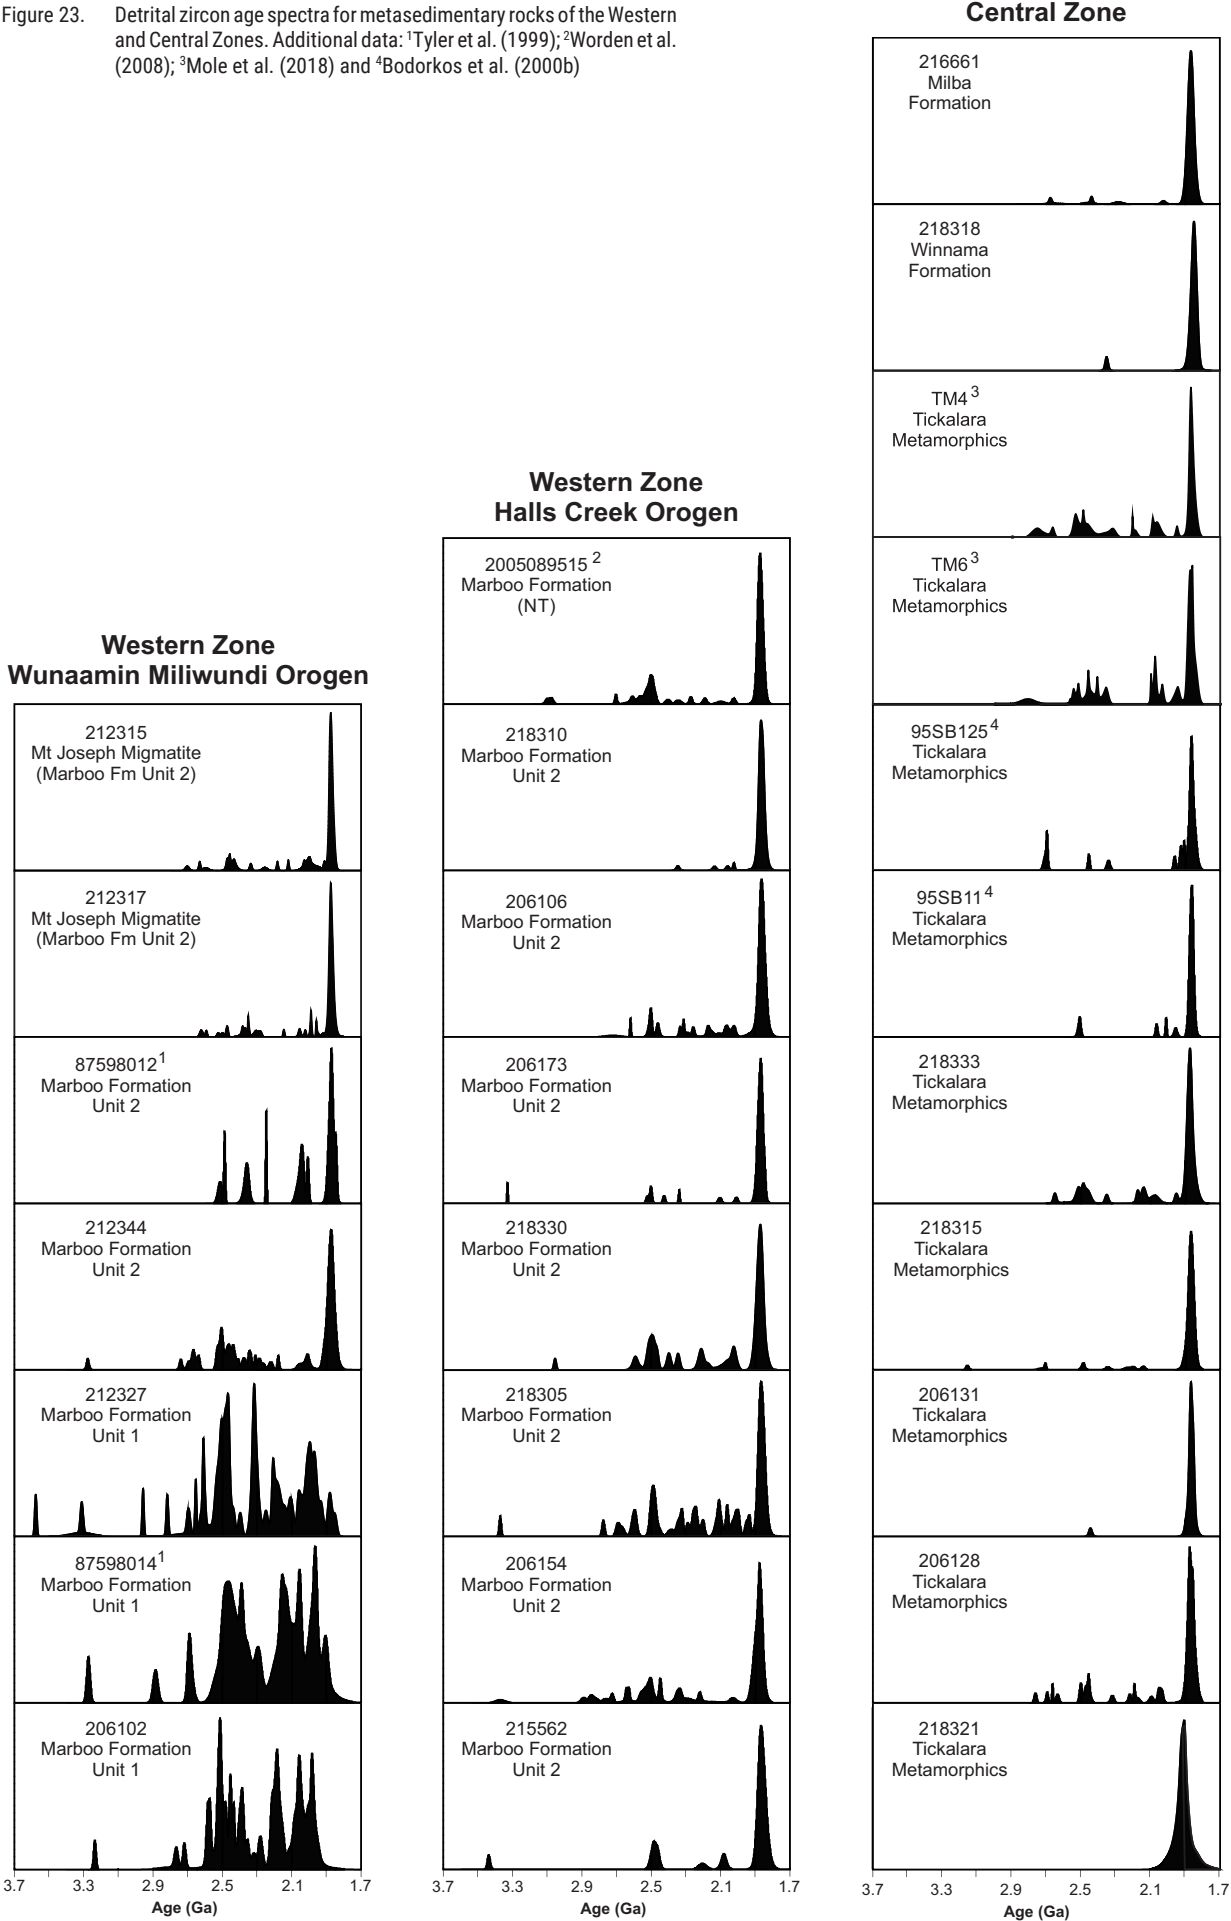 Figure 23. Detrital zircon age spectra for metasedimentary rocks of the Western
and Central Zones. Additional data: ¹Tyler et al. (1999); ²Worden et al.
(2008); ³Mole et al. (2018) and ⁴Bodorkos et al. (2000b)
Western Zone
Wunaamin Miliwundi Orogen
212315
Mt Joseph Migmatite
(Marboo Fm Unit 2)
212317
Mt Joseph Migmatite
(Marboo Fm Unit 2)
87598012¹
Marboo Formation
Unit 2
212344
Marboo Formation
Unit 2
212327
Marboo Formation
Unit 1
87598014¹
Marboo Formation
Unit 1
206102
Marboo Formation
Unit 1
3.7 3.3 2.9 2.5 2.1 1.7
Age (Ga)
Western Zone
Halls Creek Orogen
2005089515 ²
Marboo Formation
(NT)
218310
Marboo Formation
Unit 2
206106
Marboo Formation
Unit 2
206173
Marboo Formation
Unit 2
218330
Marboo Formation
Unit 2
218305
Marboo Formation
Unit 2
206154
Marboo Formation
Unit 2
215562
Marboo Formation
Unit 2
3.7 3.3 2.9 2.5 2.1 1.7
Age (Ga)
Central Zone
216661
Milba
Formation
218318
Winnama
Formation
TM4 ³
Tickalara
Metamorphics
TM6 ³
Tickalara
Metamorphics
95SB125 ⁴
Tickalara
Metamorphics
95SB11 ⁴
Tickalara
Metamorphics
218333
Tickalara
Metamorphics
218315
Tickalara
Metamorphics
206131
Tickalara
Metamorphics
206128
Tickalara
Metamorphics
218321
Tickalara
Metamorphics
3.7 3.3 2.9 2.5 2.1 1.7
Age (Ga)